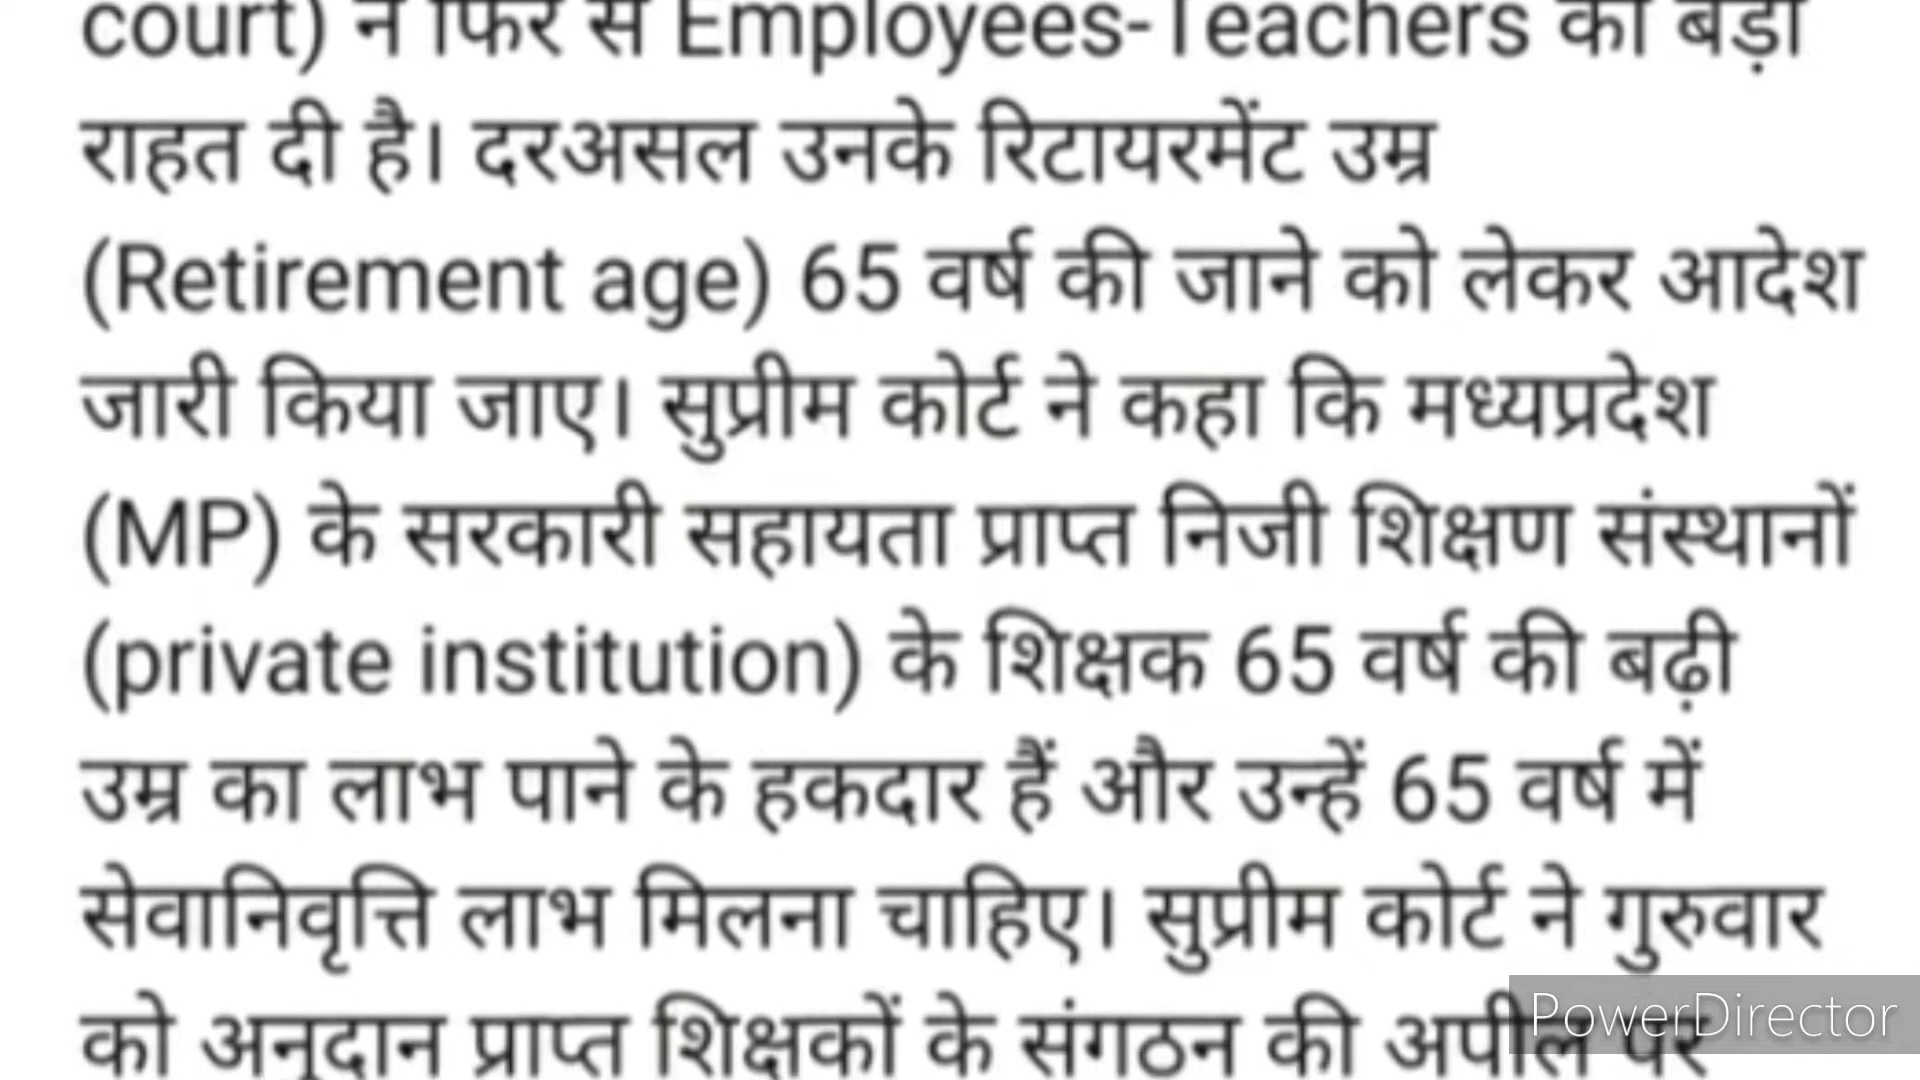 court) ने फिर से Employees-Teachers को बड़ी
राहत दी है। दरअसल उनके रिटायरमेंट उम्र
(Retirement age) 65 वर्ष की जाने को लेकर आदेश
जारी किया जाए। सुप्रीम कोर्ट ने कहा कि मध्यप्रदेश
(MP) के सरकारी सहायता प्राप्त निजी शिक्षण संस्थानों
(private institution) के शिक्षक 65 वर्ष की बढ़ी
उम्र का लाभ पाने के हकदार हैं और उन्हें 65 वर्ष में
सेवानिवृत्ति लाभ मिलना चाहिए। सुप्रीम कोर्ट ने गुरुवार
को अनुदान प्राप्त शिक्षकों के संगठन की अपील पर
PowerDirector